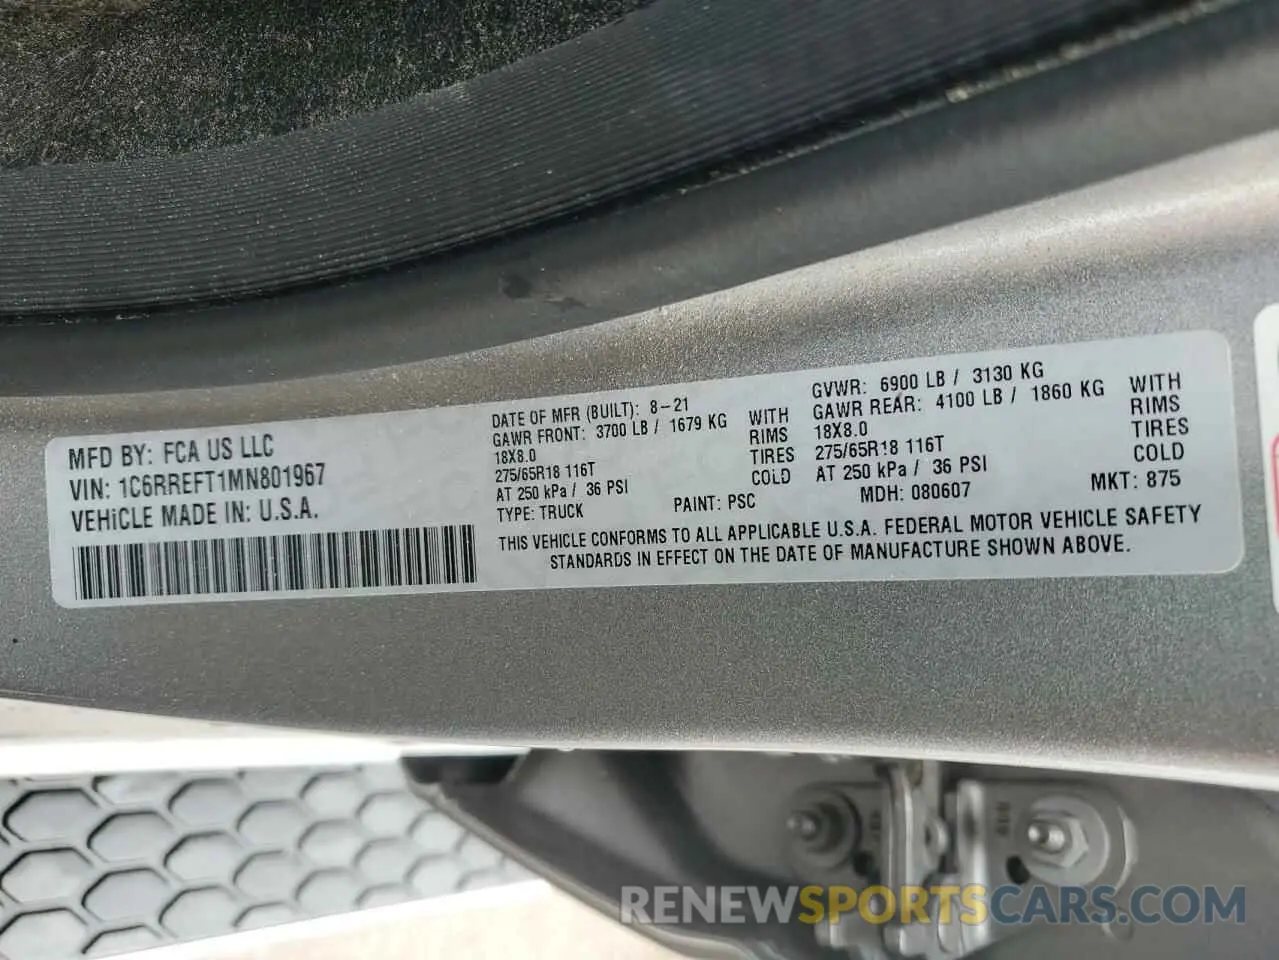 MFD BY: FCA US LLC
VIN: 1C6RREFT1MN801967
VEHICLE MADE IN: U.S.A.
DATE OF MFR (BUILT): 8-21
GAWR FRONT: 3700 LB / 1679 KG WITH
18X8.0 RIMS
275/65R18 116T TIRES
AT 250 kPa / 36 PSI COLD
TYPE: TRUCK PAINT: PSC
GVWR: 6900 LB / 3130 KG
GAWR REAR: 4100 LB / 1860 KG WITH
18X8.0 RIMS
275/65R18 116T TIRES
AT 250 kPa / 36 PSI COLD
MDH: 080607 MKT: 875
THIS VEHICLE CONFORMS TO ALL APPLICABLE U.S.A. FEDERAL MOTOR VEHICLE SAFETY
STANDARDS IN EFFECT ON THE DATE OF MANUFACTURE SHOWN ABOVE.
RENEWSPORTSCARS.COM